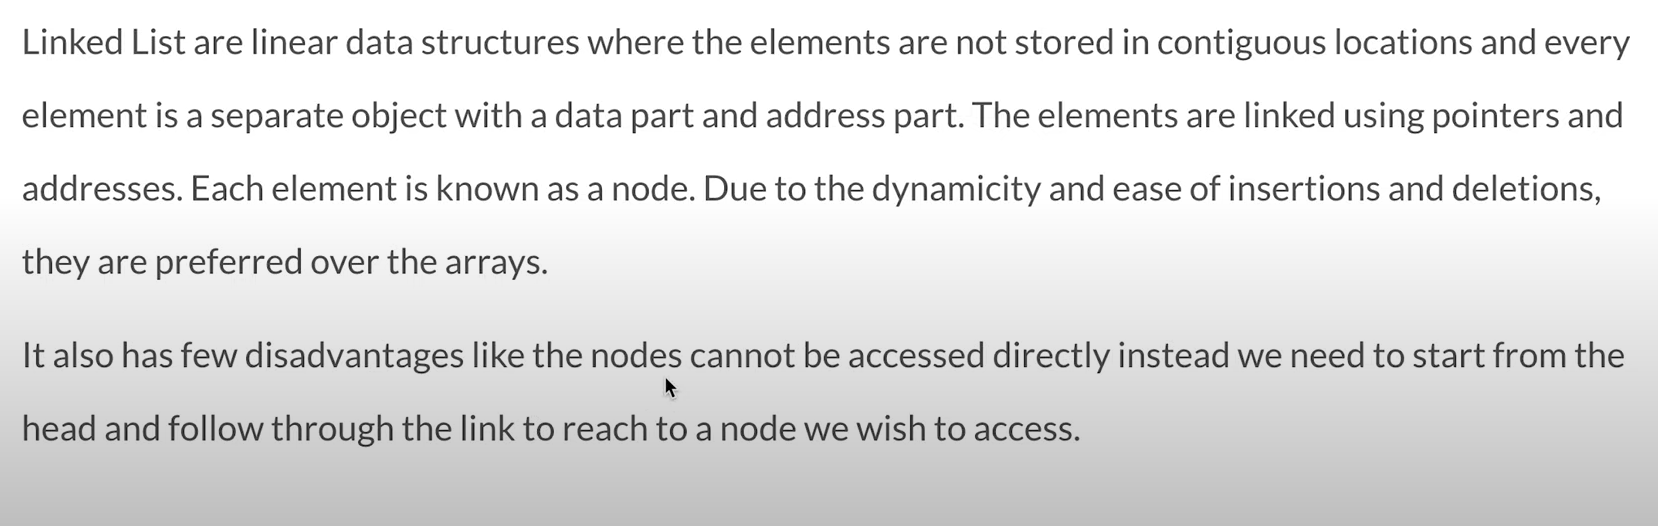 Linked List are linear data structures where the elements are not stored in contiguous locations and every
element is a separate object with a data part and address part. The elements are linked using pointers and
addresses. Each element is known as a node. Due to the dynamicity and ease of insertions and deletions,
they are preferred over the arrays.
It also has few disadvantages like the nodes cannot be accessed directly instead we need to start from the
head and follow through the link to reach to a node we wish to access.